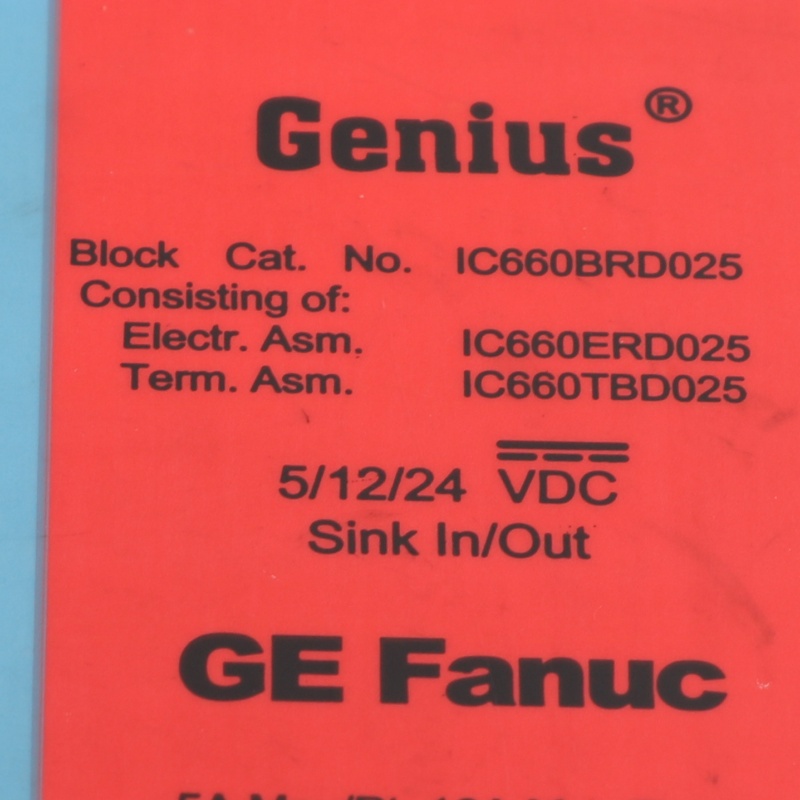 Genius®
Block Cat. No. IC660BRD025
Consisting of:
Electr. Asm. IC660ERD025
Term. Asm. IC660TBD025
5/12/24 VDC
Sink In/Out
GE Fanuc